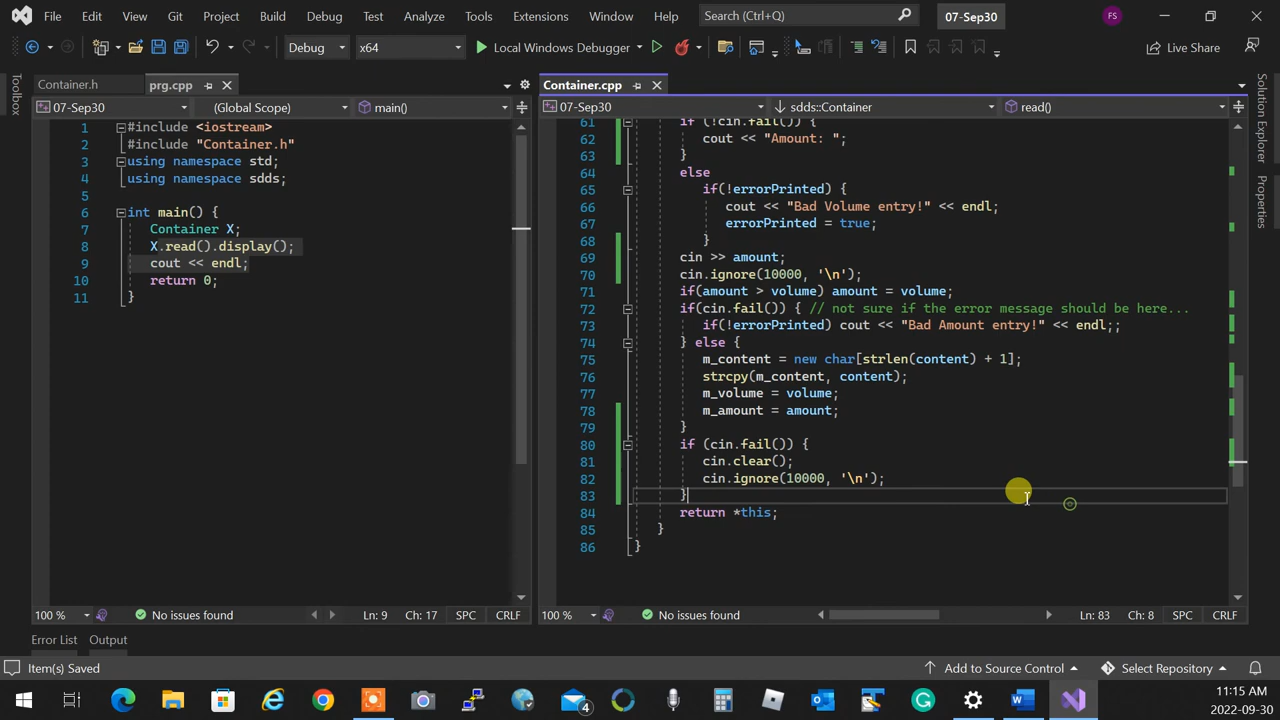 File Edit View Git Project Build Debug Test Analyze Tools Extensions Window Help Search (Ctrl+Q) 07-Sep30 FS
Debug x64 Local Windows Debugger Live Share
Toolbox
Container.h prg.cpp
07-Sep30 (Global Scope) main()
1 #include <iostream>
2 #include "Container.h"
3 using namespace std;
4 using namespace sdds;
5
6 int main() {
7 Container X;
8 X.read().display();
9 cout << endl;
10 return 0;
11 }
100 % No issues found Ln: 9 Ch: 17 SPC CRLF
Container.cpp
07-Sep30 sdds::Container read()
61 if (!cin.fail()) {
62 cout << "Amount: ";
63 }
64 else
65 if(!errorPrinted) {
66 cout << "Bad Volume entry!" << endl;
67 errorPrinted = true;
68 }
69 cin >> amount;
70 cin.ignore(10000, '\n');
71 if(amount > volume) amount = volume;
72 if(cin.fail()) { // not sure if the error message should be here...
73 if(!errorPrinted) cout << "Bad Amount entry!" << endl;;
74 } else {
75 m_content = new char[strlen(content) + 1];
76 strcpy(m_content, content);
77 m_volume = volume;
78 m_amount = amount;
79 }
80 if (cin.fail()) {
81 cin.clear();
82 cin.ignore(10000, '\n');
83 }
84 return *this;
85 }
86 }
100 % No issues found Ln: 83 Ch: 8 SPC CRLF
Solution Explorer
Properties
Error List Output
Item(s) Saved Add to Source Control Select Repository
4
11:15 AM
2022-09-30